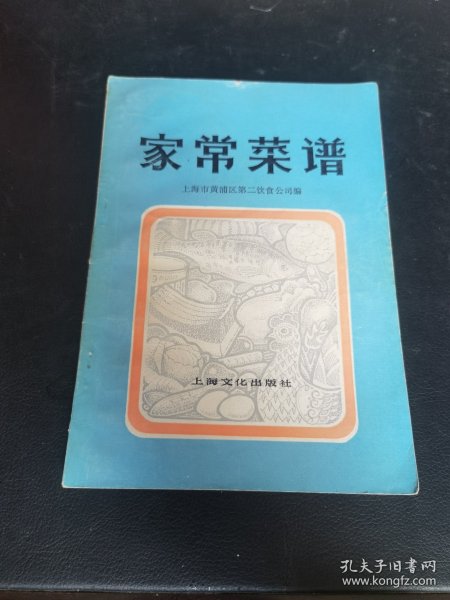 家常菜谱
上海市黄浦区第二饮食公司编
上海文化出版社
孔夫子旧书网
www.kongfz.com